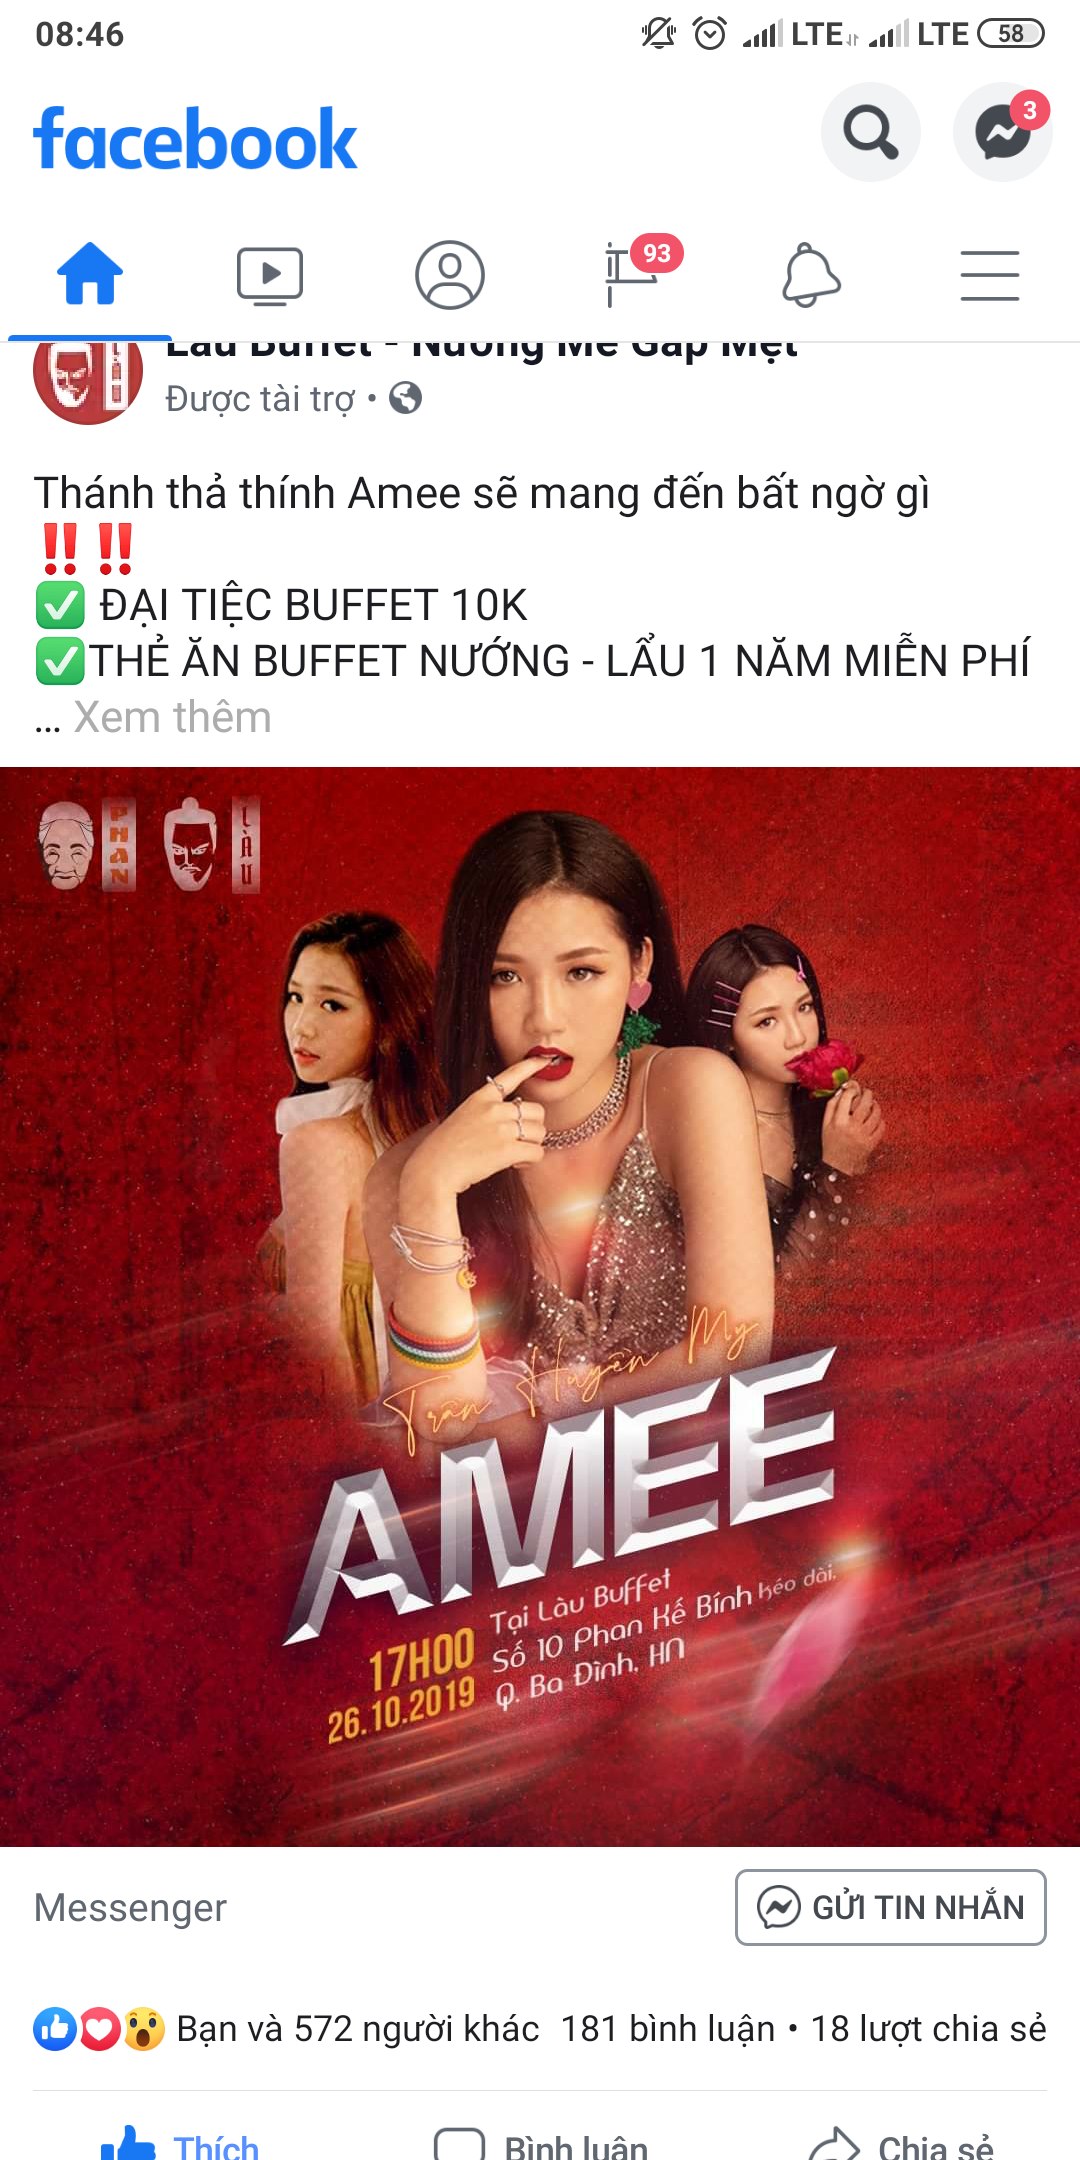 08:46
LTE
LTE
58
facebook
3
93
Làu Buffet - Nướng Mê Gặp Mẹt
Được tài trợ •
Thánh thả thính Amee sẽ mang đến bất ngờ gì
‼️‼️
✅ ĐẠI TIỆC BUFFET 10K
✅THẺ ĂN BUFFET NƯỚNG - LẨU 1 NĂM MIỄN PHÍ
... Xem thêm
PHAN
LÀU
Trần Huyền My
AMEE
17H00
26.10.2019
Tại Làu Buffet
Số 10 Phan Kế Bính kéo dài,
Q. Ba Đình, HN
Messenger
GỬI TIN NHẮN
Bạn và 572 người khác 181 bình luận • 18 lượt chia sẻ
Thích
Bình luận
Chia sẻ